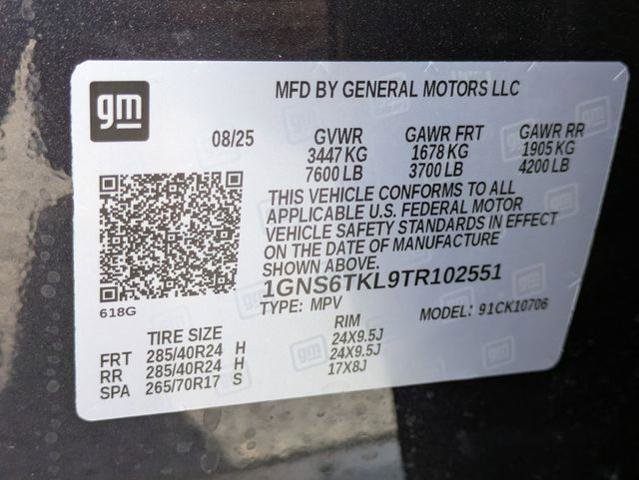 gm
MFD BY GENERAL MOTORS LLC
08/25 GVWR GAWR FRT GAWR RR
3447 KG 1678 KG 1905 KG
7600 LB 3700 LB 4200 LB
THIS VEHICLE CONFORMS TO ALL
APPLICABLE U.S. FEDERAL MOTOR
VEHICLE SAFETY STANDARDS IN EFFECT
ON THE DATE OF MANUFACTURE
SHOWN ABOVE
1GNS6TKL9TR102551
618G
TYPE: MPV MODEL: 91CK10706
TIRE SIZE RIM
FRT 285/40R24 H 24X9.5J
RR 285/40R24 H 24X9.5J
SPA 265/70R17 S 17X8J